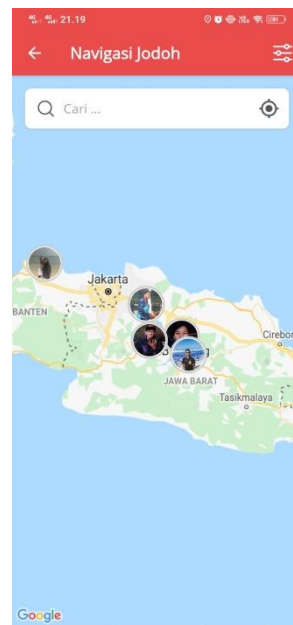 21.19
Navigasi Jodoh
Cari ...
Jakarta
BANTEN
Cirebon
JAWA BARAT
Tasikmalaya
Google